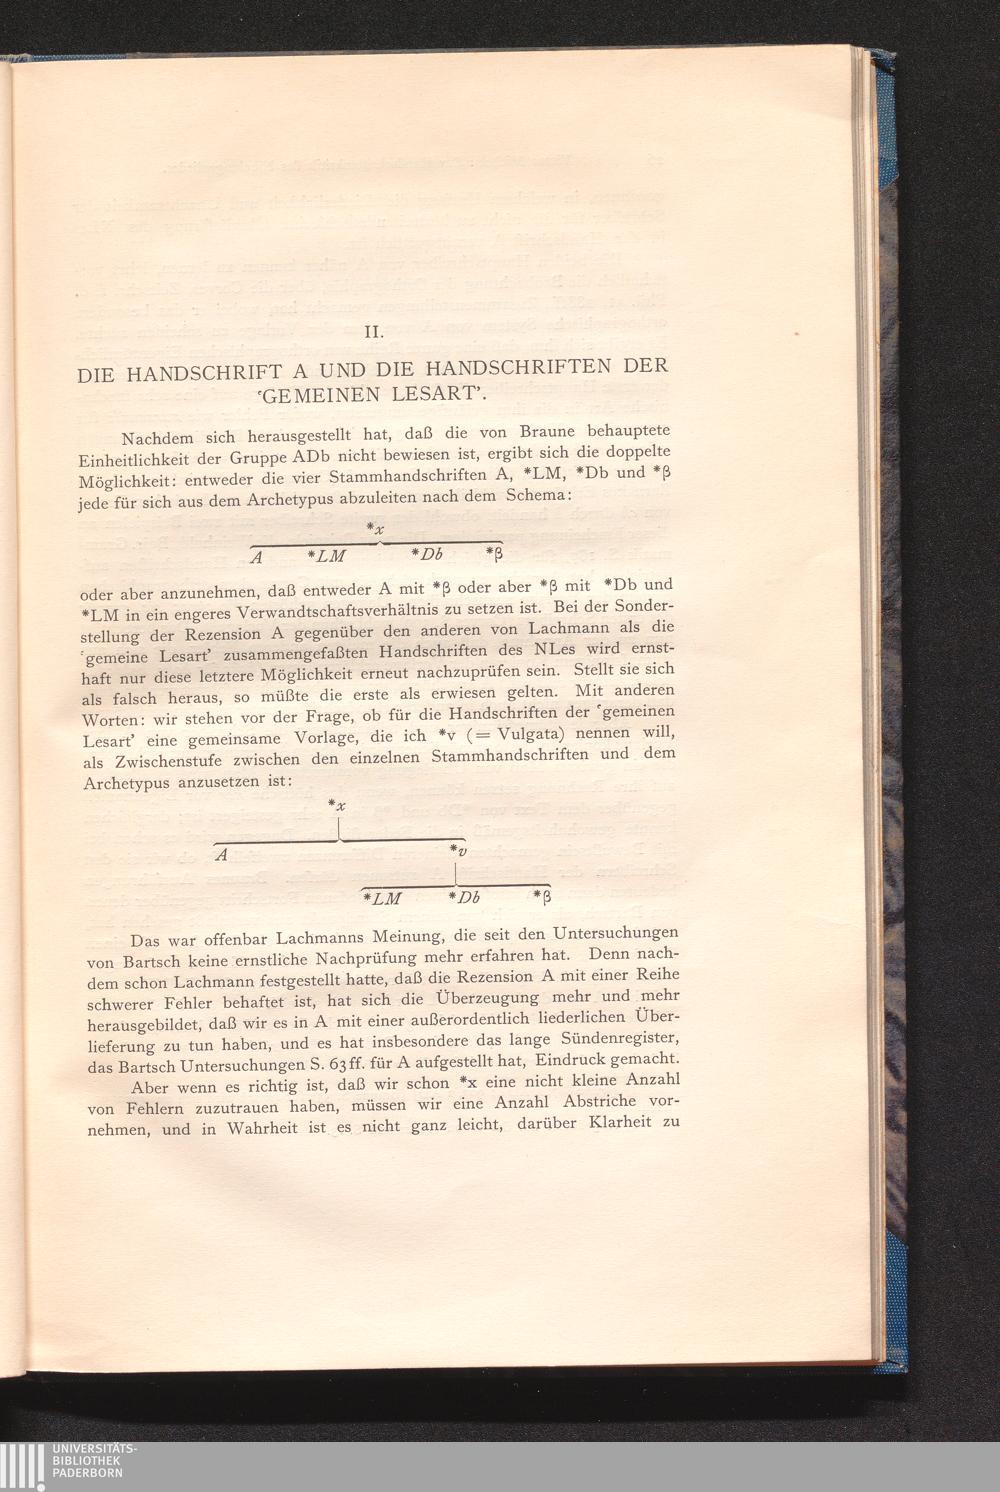 II.
DIE HANDSCHRIFT A UND DIE HANDSCHRIFTEN DER
‛GEMEINEN LESART’.
Nachdem sich herausgestellt hat, daß die von Braune behauptete
Einheitlichkeit der Gruppe ADb nicht bewiesen ist, ergibt sich die doppelte
Möglichkeit: entweder die vier Stammhandschriften A, *LM, *Db und *β
jede für sich aus dem Archetypus abzuleiten nach dem Schema:
*x
A *LM *Db *β
oder aber anzunehmen, daß entweder A mit *β oder aber *β mit *Db und
*LM in ein engeres Verwandtschaftsverhältnis zu setzen ist. Bei der Sonder-
stellung der Rezension A gegenüber den anderen von Lachmann als die
‛gemeine Lesart’ zusammengefaßten Handschriften des NLes wird ernst-
haft nur diese letztere Möglichkeit erneut nachzuprüfen sein. Stellt sie sich
als falsch heraus, so müßte die erste als erwiesen gelten. Mit anderen
Worten: wir stehen vor der Frage, ob für die Handschriften der ‛gemeinen
Lesart’ eine gemeinsame Vorlage, die ich *v (= Vulgata) nennen will,
als Zwischenstufe zwischen den einzelnen Stammhandschriften und dem
Archetypus anzusetzen ist:
*x
A *v
*LM *Db *β
Das war offenbar Lachmanns Meinung, die seit den Untersuchungen
von Bartsch keine ernstliche Nachprüfung mehr erfahren hat. Denn nach-
dem schon Lachmann festgestellt hatte, daß die Rezension A mit einer Reihe
schwerer Fehler behaftet ist, hat sich die Überzeugung mehr und mehr
herausgebildet, daß wir es in A mit einer außerordentlich liederlichen Über-
lieferung zu tun haben, und es hat insbesondere das lange Sündenregister,
das Bartsch Untersuchungen S. 63 ff. für A aufgestellt hat, Eindruck gemacht.
Aber wenn es richtig ist, daß wir schon *x eine nicht kleine Anzahl
von Fehlern zuzutrauen haben, müssen wir eine Anzahl Abstriche vor-
nehmen, und in Wahrheit ist es nicht ganz leicht, darüber Klarheit zu
UNIVERSITÄTS-
BIBLIOTHEK
PADERBORN